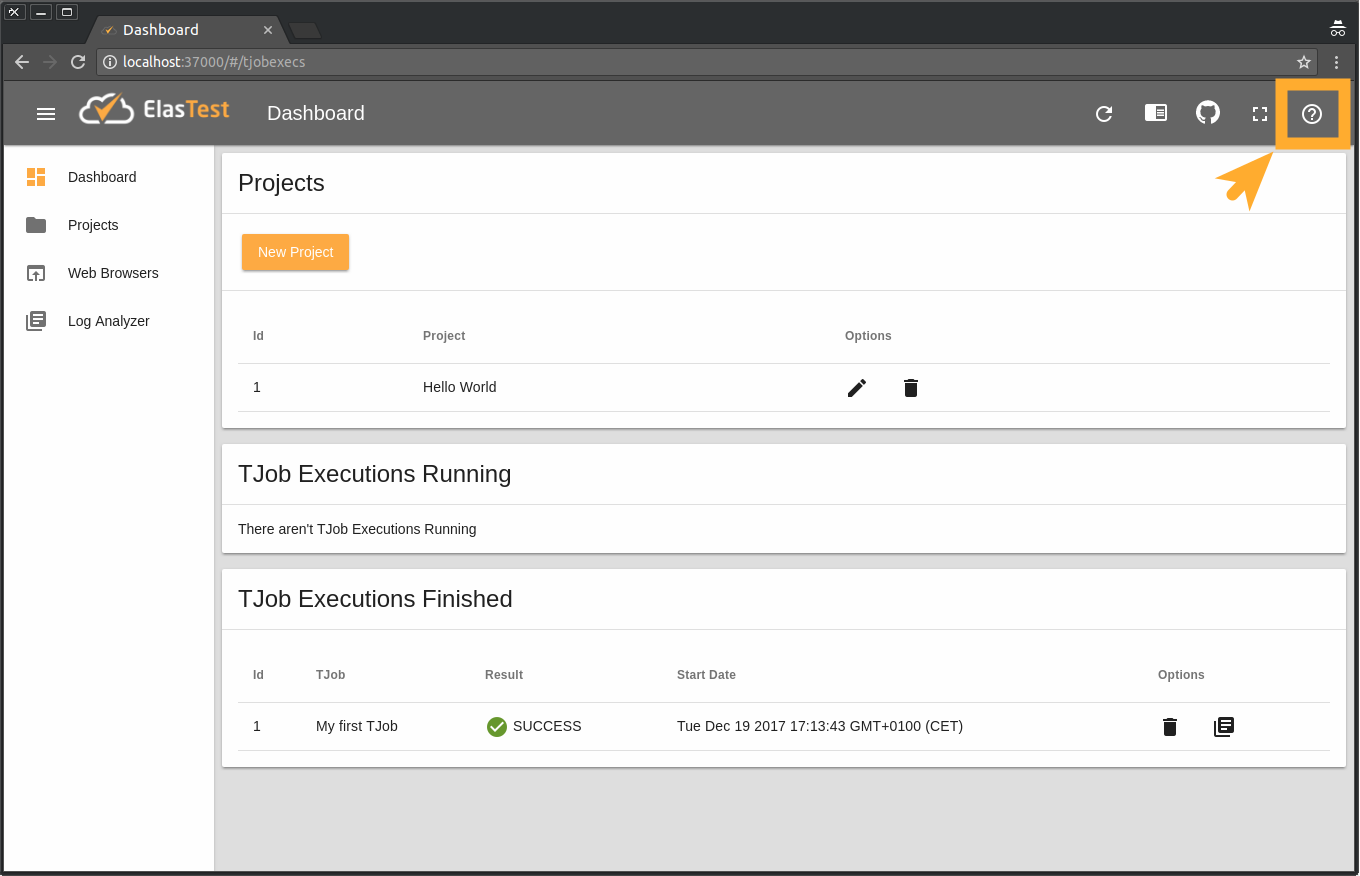 Dashboard
localhost:37000/#/tjobexecs
ElasTest
Dashboard
Dashboard
Projects
Web Browsers
Log Analyzer
Projects
New Project
Id Project Options
1 Hello World
TJob Executions Running
There aren't TJob Executions Running
TJob Executions Finished
Id TJob Result Start Date Options
1 My first TJob SUCCESS Tue Dec 19 2017 17:13:43 GMT+0100 (CET)